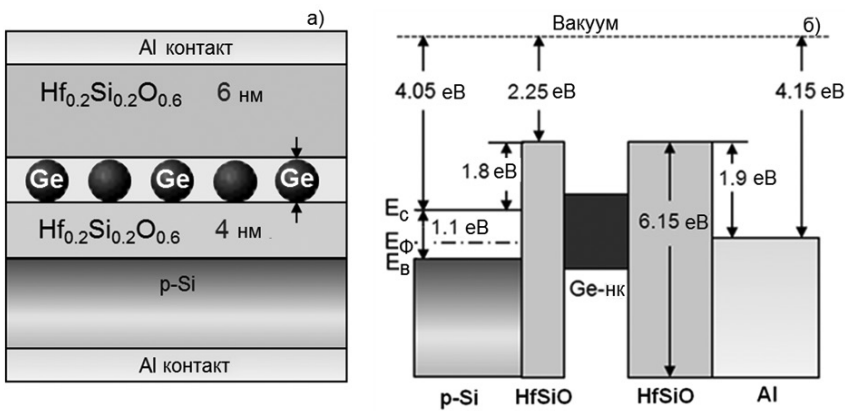 а)
Al контакт
Hf0.2Si0.2O0.6 6 нм
Ge Ge Ge
Hf0.2Si0.2O0.6 4 нм
p-Si
Al контакт
б)
Вакуум
4.05 еВ 2.25 еВ 4.15 еВ
1.8 еВ 1.9 еВ
EC
1.1 еВ 6.15 еВ
EФ
EВ
Ge-нк
p-Si HfSiO HfSiO Al